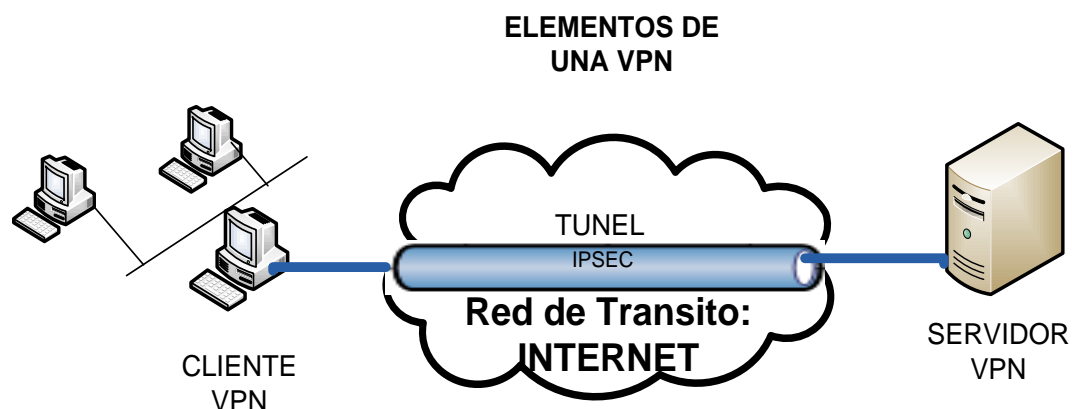 ELEMENTOS DE
UNA VPN
TUNEL
IPSEC
Red de Transito:
INTERNET
CLIENTE
VPN
SERVIDOR
VPN